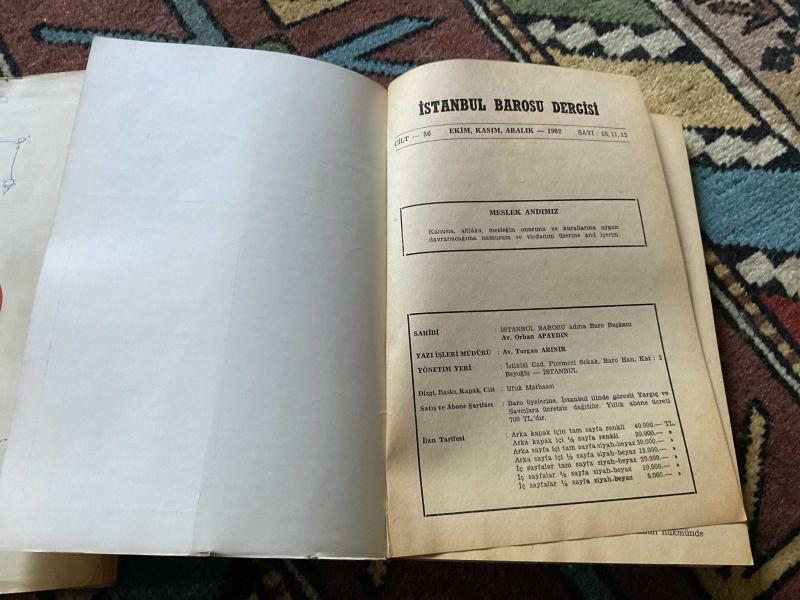 İSTANBUL BAROSU DERGİSİ
CİLT — 56 EKİM, KASIM, ARALIK — 1982 SAYI : 10, 11, 12
MESLEK ANDIMIZ
Kanuna, ahlâka, mesleğin onuruna ve kurallarına uygun
davranacağıma namusum ve vicdanım üzerine and içerim.
SAHİBİ : İSTANBUL BAROSU adına Baro Başkanı
Av. Orhan APAYDIN
YAZI İŞLERİ MÜDÜRÜ : Av. Turgan ARINIR
YÖNETİM YERİ : İstiklâl Cad. Piremeci Sokak, Baro Han, Kat : 2
Beyoğlu — İSTANBUL
Dizgi, Baskı, Kapak, Cilt : Ufuk Matbaası
Satış ve Abone Şartları : Baro üyelerine, İstanbul ilinde görevli Yargıç ve
Savcılara ücretsiz dağıtılır. Yıllık abone ücreti
700 TL.'dır.
İlan Tarifesi : Arka kapak için tam sayfa renkli 40.000.— TL.
Arka kapak içi ½ sayfa renkli 20.000.— »
Arka sayfa içi tam sayfa siyah-beyaz 30.000,— »
Arka sayfa içi ½ sayfa siyah-beyaz 15.000.— »
İç sayfalar tam sayfa siyah-beyaz 20.000.— »
İç sayfalar ½ sayfa siyah-beyaz 10.000.— »
İç sayfalar ¼ sayfa siyah-beyaz 5.000.— »
hükmünde